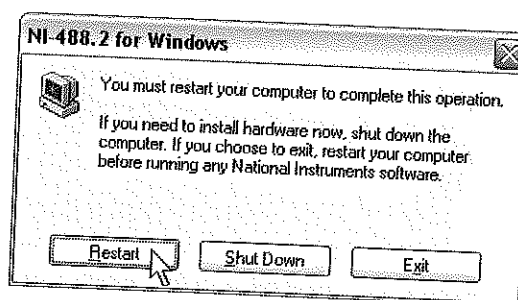 NI-488.2 for Windows
You must restart your computer to complete this operation.
If you need to install hardware now, shut down the
computer. If you choose to exit, restart your computer
before running any National Instruments software.
Restart
Shut Down
Exit